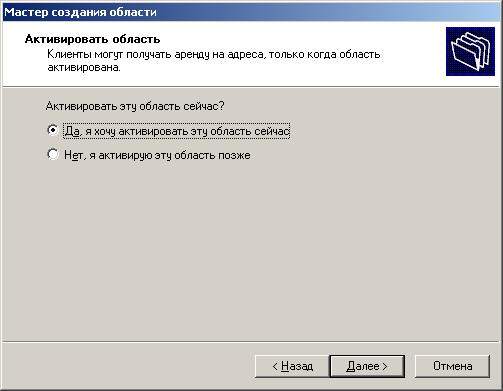 Мастер создания области
Активировать область
Клиенты могут получать аренду на адреса, только когда область
активирована.
Активировать эту область сейчас?
Да, я хочу активировать эту область сейчас
Нет, я активирую эту область позже
< Назад
Далее >
Отмена